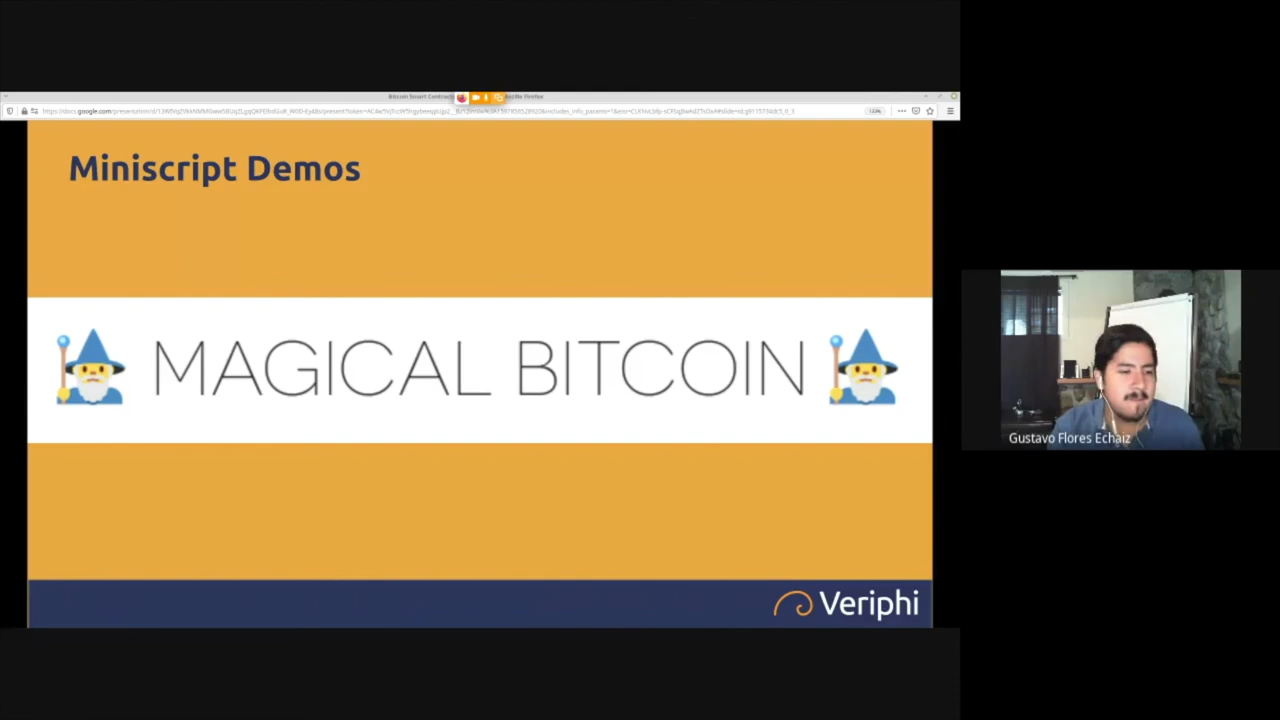 Miniscript Demos
MAGICAL BITCOIN
Veriphi
Gustavo Flores Echaiz